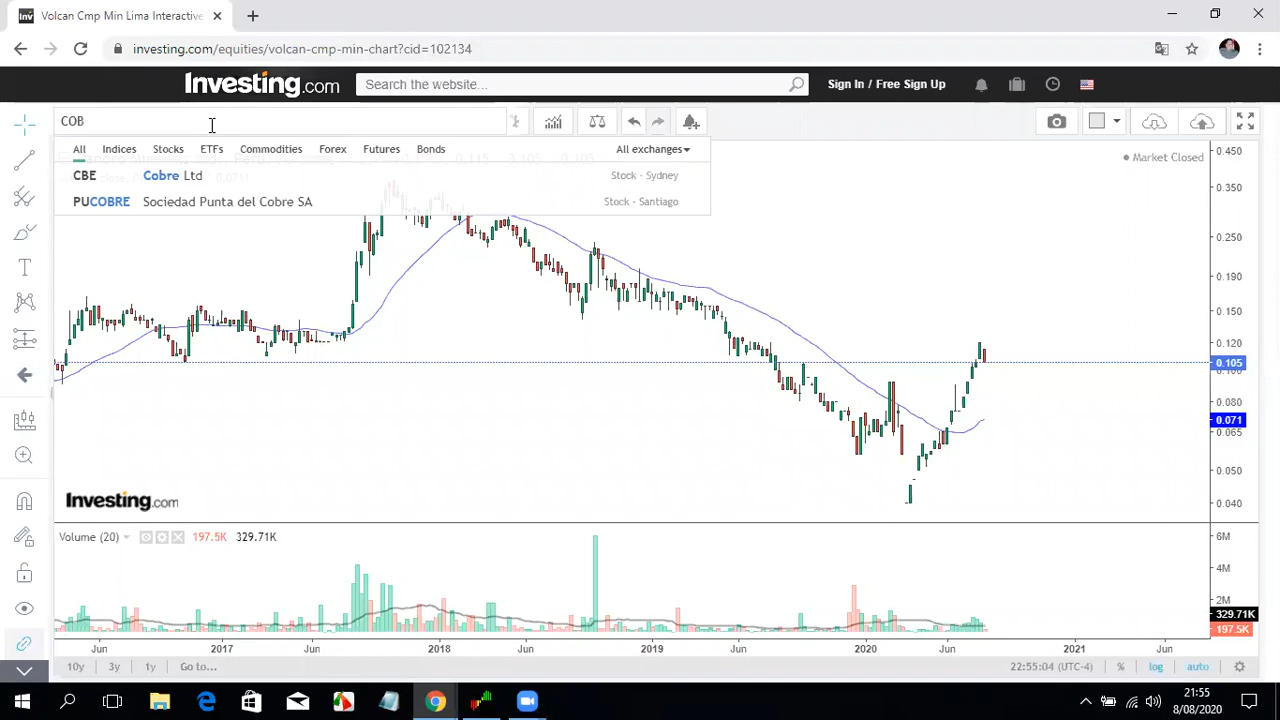 Inv Volcan Cmp Min Lima Interactive
investing.com/equities/volcan-cmp-min-chart?cid=102134
Investing.com Search the website... Sign In / Free Sign Up
COB
All Indices Stocks ETFs Commodities Forex Futures Bonds All exchanges
CBE Cobre Ltd Stock - Sydney
PUCOBRE Sociedad Punta del Cobre SA Stock - Santiago
Market Closed
0.450
0.350
0.250
0.190
0.150
0.120
0.105
0.100
0.080
0.071
0.065
0.050
0.040
Investing.com
Volume (20) 197.5K 329.71K
6M
4M
2M
329.71K
197.5K
Jun 2017 Jun 2018 Jun 2019 Jun 2020 Jun 2021 Jun
10y 3y 1y Go to... 22:55:04 (UTC-4) % log auto
21:55
8/08/2020